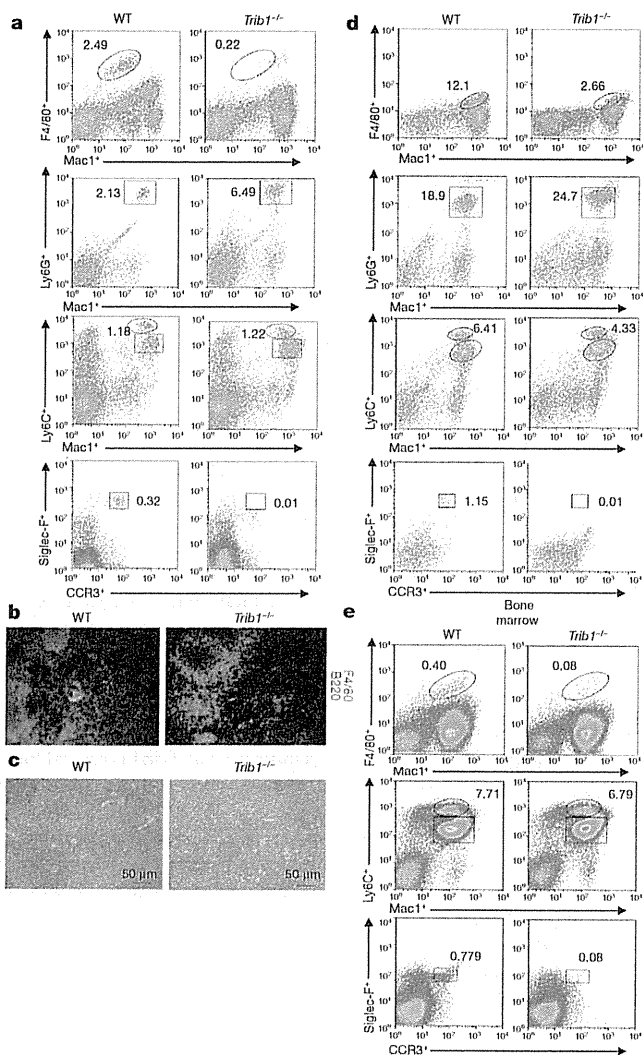 a
WT
Trib1–/–
2.49
0.22
F4/80+
Mac1+
2.13
6.49
Ly6G+
Mac1+
1.18
1.22
Ly6C+
Mac1+
0.32
0.01
Siglec-F+
CCR3+
b
WT
Trib1–/–
F4/80
B220
c
WT
Trib1–/–
50 µm
50 µm
d
WT
Trib1–/–
12.1
2.66
F4/80+
Mac1+
18.9
24.7
Ly6G+
Mac1+
6.41
4.33
Ly6C+
Mac1+
1.15
0.01
Siglec-F+
CCR3+
e
Bone
marrow
WT
Trib1–/–
0.40
0.08
F4/80+
Mac1+
7.71
6.79
Ly6C+
Mac1+
0.779
0.08
Siglec-F+
CCR3+